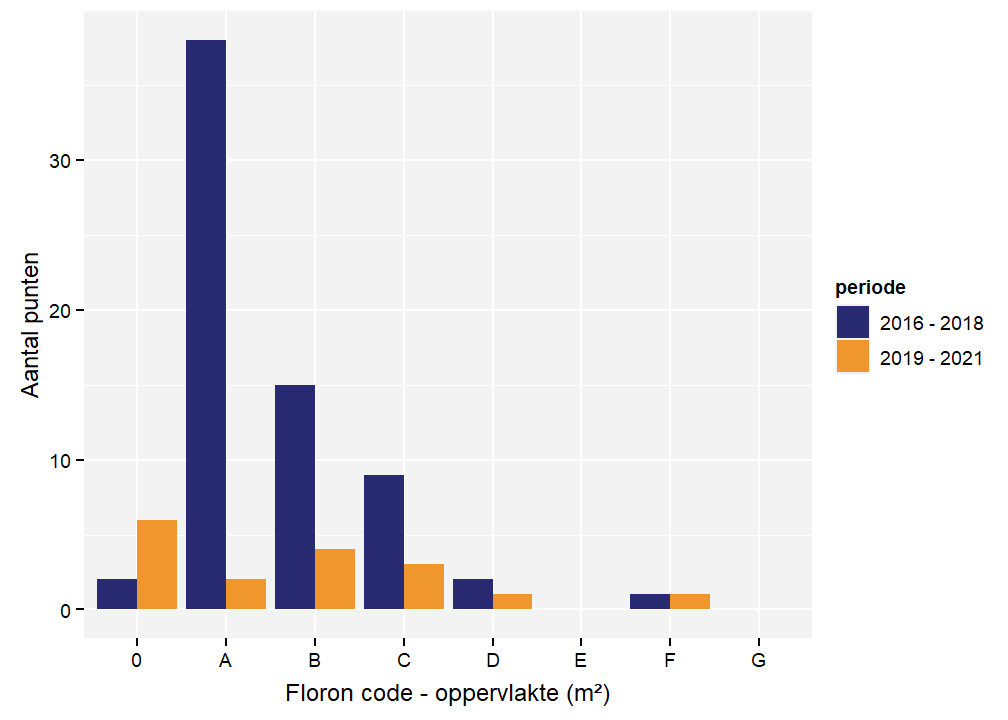 30
20
10
0
Aantal punten
0 A B C D E F G
Floron code - oppervlakte (m²)
periode
2016 - 2018
2019 - 2021